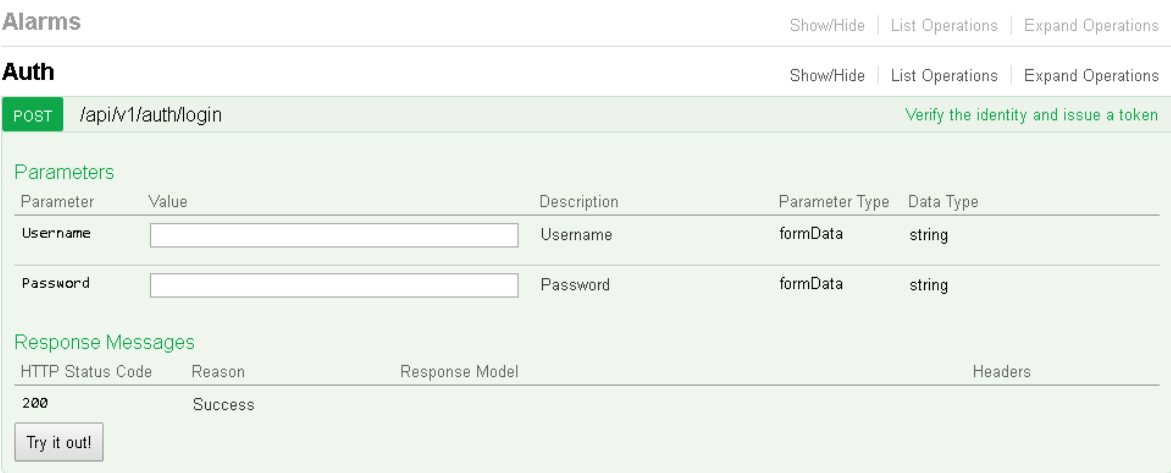 Alarms Show/Hide List Operations Expand Operations
Auth Show/Hide List Operations Expand Operations
POST /api/v1/auth/login Verify the identity and issue a token
Parameters
Parameter Value Description Parameter Type Data Type
Username Username formData string
Password Password formData string
Response Messages
HTTP Status Code Reason Response Model Headers
200 Success
Try it out!